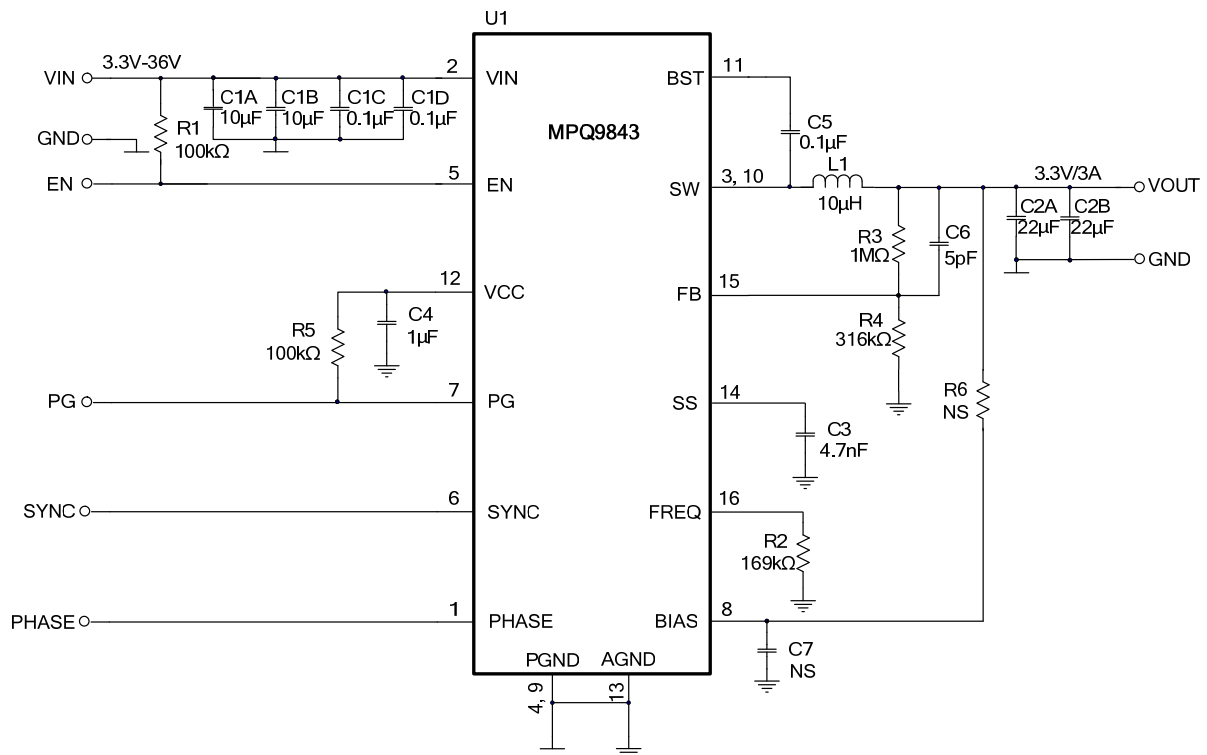 U1
VIN
3.3V-36V
2
VIN
C1A
10µF
C1B
10µF
C1C
0.1µF
C1D
0.1µF
GND
R1
100kΩ
EN
5
EN
MPQ9843
BST
11
C5
0.1µF
SW
3, 10
L1
10µH
3.3V/3A
VOUT
C2A
22µF
C2B
22µF
GND
R3
1MΩ
C6
5pF
12
VCC
FB
15
R5
100kΩ
C4
1µF
R4
316kΩ
PG
7
PG
SS
14
C3
4.7nF
R6
NS
SYNC
6
SYNC
FREQ
16
R2
169kΩ
PHASE
1
PHASE
BIAS
8
C7
NS
PGND
AGND
4, 9
13